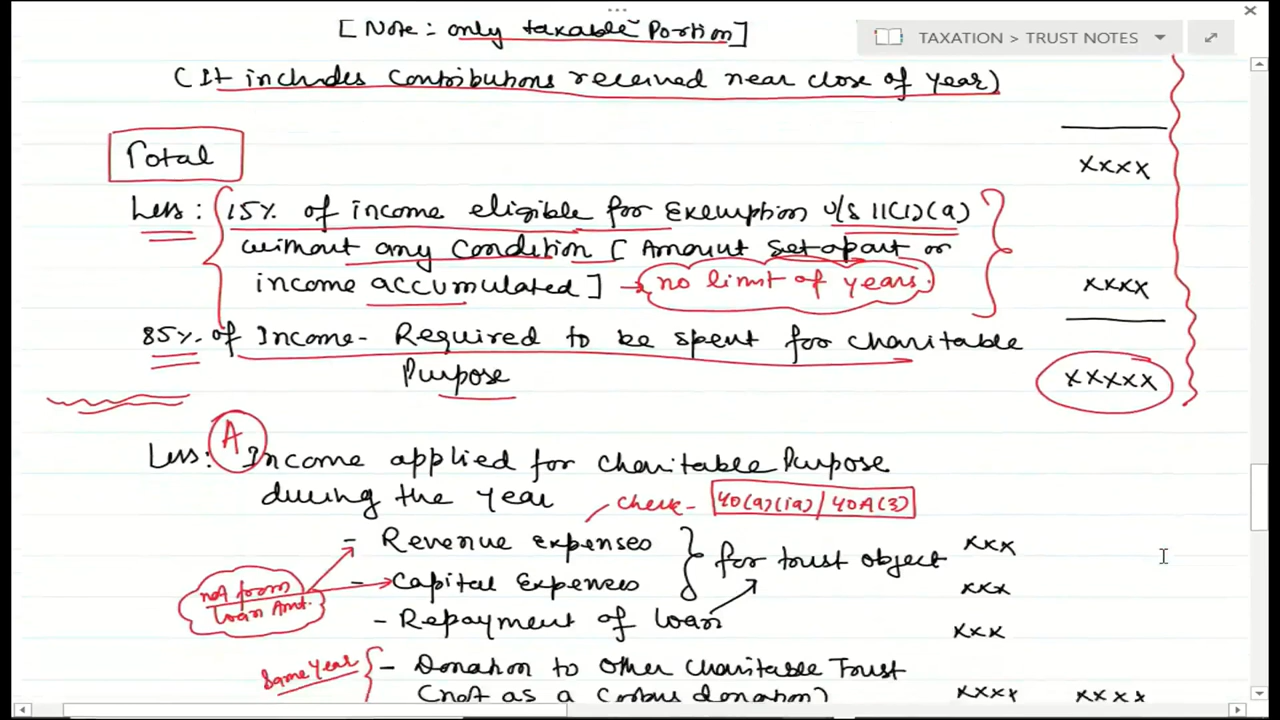 [Note: only taxable Portion]
TAXATION > TRUST NOTES
(It includes Contributions received near close of year)
Total
xxxx
Less: 15% of income eligible for Exemption U/S 11(1)(a)
without any Condition [Amount set apart or
income accumulated] → no limit of years.
xxxx
85% of Income - Required to be spent for charitable
Purpose
xxxxx
A
Less: Income applied for charitable Purpose
during the year
check - 40(a)(ia) / 40A(3)
- Revenue expenses
xxx
for trust object
- Capital Expenses
xxx
not from
loan Amt.
- Repayment of loan
xxx
Same Year
- Donation to other charitable Trust
(not as a Corpus donation)
xxxx xxxx